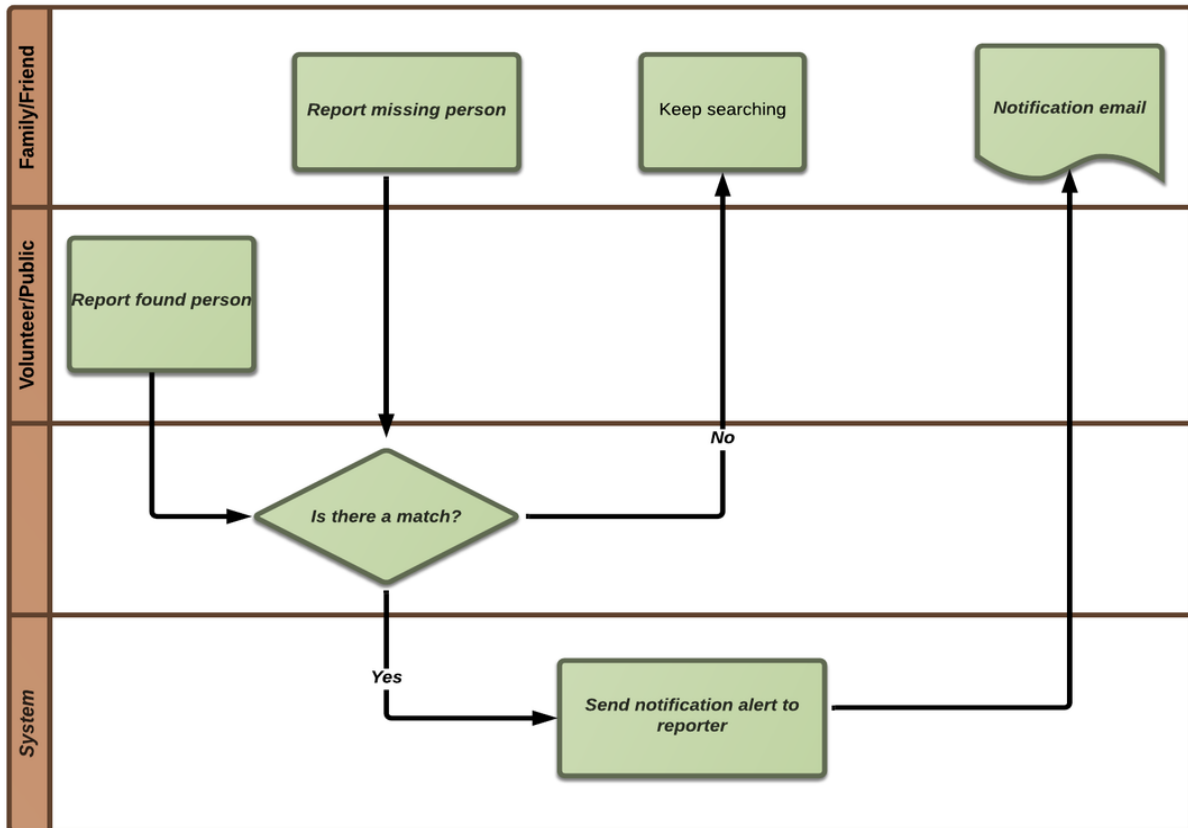 Family/Friend
Report missing person
Keep searching
Notification email
Volunteer/Public
Report found person
No
Is there a match?
System
Yes
Send notification alert to
reporter